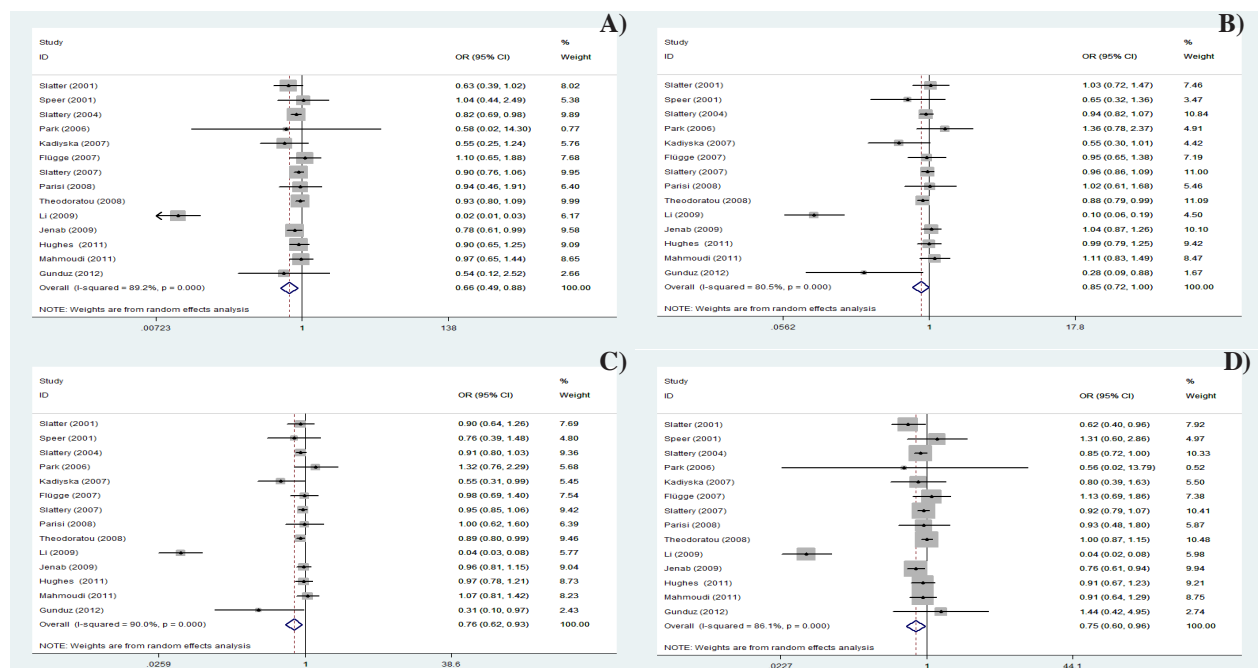 A)
Study %
ID OR (95% CI) Weight
Slatter (2001) 0.63 (0.39, 1.02) 8.02
Speer (2001) 1.04 (0.44, 2.49) 5.38
Slattery (2004) 0.82 (0.69, 0.98) 9.89
Park (2006) 0.58 (0.02, 14.30) 0.77
Kadiyska (2007) 0.55 (0.25, 1.24) 5.76
Flügge (2007) 1.10 (0.65, 1.88) 7.68
Slattery (2007) 0.90 (0.76, 1.06) 9.95
Parisi (2008) 0.94 (0.46, 1.91) 6.40
Theodoratou (2008) 0.93 (0.80, 1.09) 9.99
Li (2009) 0.02 (0.01, 0.03) 6.17
Jenab (2009) 0.78 (0.61, 0.99) 9.58
Hughes (2011) 0.90 (0.65, 1.25) 9.09
Mahmoudi (2011) 0.97 (0.65, 1.44) 8.65
Gunduz (2012) 0.54 (0.12, 2.52) 2.66
Overall (I-squared = 89.2%, p = 0.000) 0.66 (0.49, 0.88) 100.00
NOTE: Weights are from random effects analysis
.00723 1 138
B)
Study %
ID OR (95% CI) Weight
Slatter (2001) 1.03 (0.72, 1.47) 7.46
Speer (2001) 0.65 (0.32, 1.36) 3.47
Slattery (2004) 0.94 (0.82, 1.07) 10.84
Park (2006) 1.36 (0.78, 2.37) 4.91
Kadiyska (2007) 0.55 (0.30, 1.01) 4.42
Flügge (2007) 0.95 (0.65, 1.38) 7.19
Slattery (2007) 0.96 (0.86, 1.09) 11.00
Parisi (2008) 1.02 (0.61, 1.68) 5.46
Theodoratou (2008) 0.88 (0.79, 0.99) 11.09
Li (2009) 0.10 (0.06, 0.19) 4.50
Jenab (2009) 1.04 (0.87, 1.26) 10.10
Hughes (2011) 0.99 (0.79, 1.25) 9.42
Mahmoudi (2011) 1.11 (0.83, 1.49) 8.47
Gunduz (2012) 0.28 (0.09, 0.88) 1.67
Overall (I-squared = 80.5%, p = 0.000) 0.85 (0.72, 1.00) 100.00
NOTE: Weights are from random effects analysis
.0562 1 17.8
C)
Study %
ID OR (95% CI) Weight
Slatter (2001) 0.90 (0.64, 1.26) 7.69
Speer (2001) 0.76 (0.39, 1.48) 4.80
Slattery (2004) 0.91 (0.80, 1.03) 9.36
Park (2006) 1.32 (0.76, 2.29) 5.68
Kadiyska (2007) 0.55 (0.31, 0.99) 5.45
Flügge (2007) 0.98 (0.69, 1.40) 7.54
Slattery (2007) 0.95 (0.85, 1.06) 9.42
Parisi (2008) 1.00 (0.62, 1.60) 6.39
Theodoratou (2008) 0.89 (0.80, 0.99) 9.46
Li (2009) 0.04 (0.03, 0.08) 5.77
Jenab (2009) 0.96 (0.81, 1.15) 9.04
Hughes (2011) 0.97 (0.78, 1.21) 8.73
Mahmoudi (2011) 1.07 (0.81, 1.42) 8.23
Gunduz (2012) 0.31 (0.10, 0.97) 2.43
Overall (I-squared = 90.0%, p = 0.000) 0.76 (0.62, 0.93) 100.00
NOTE: Weights are from random effects analysis
.0259 1 38.6
D)
Study %
ID OR (95% CI) Weight
Slatter (2001) 0.62 (0.40, 0.96) 7.92
Speer (2001) 1.31 (0.60, 2.86) 4.97
Slattery (2004) 0.85 (0.72, 1.00) 10.33
Park (2006) 0.56 (0.02, 13.79) 0.52
Kadiyska (2007) 0.80 (0.39, 1.63) 5.50
Flügge (2007) 1.13 (0.69, 1.86) 7.38
Slattery (2007) 0.92 (0.79, 1.07) 10.41
Parisi (2008) 0.93 (0.48, 1.80) 5.87
Theodoratou (2008) 1.00 (0.87, 1.15) 10.48
Li (2009) 0.04 (0.02, 0.08) 5.98
Jenab (2009) 0.76 (0.61, 0.94) 9.94
Hughes (2011) 0.91 (0.67, 1.23) 9.21
Mahmoudi (2011) 0.91 (0.64, 1.29) 8.75
Gunduz (2012) 1.44 (0.42, 4.95) 2.74
Overall (I-squared = 86.1%, p = 0.000) 0.75 (0.60, 0.96) 100.00
NOTE: Weights are from random effects analysis
.0227 1 44.1